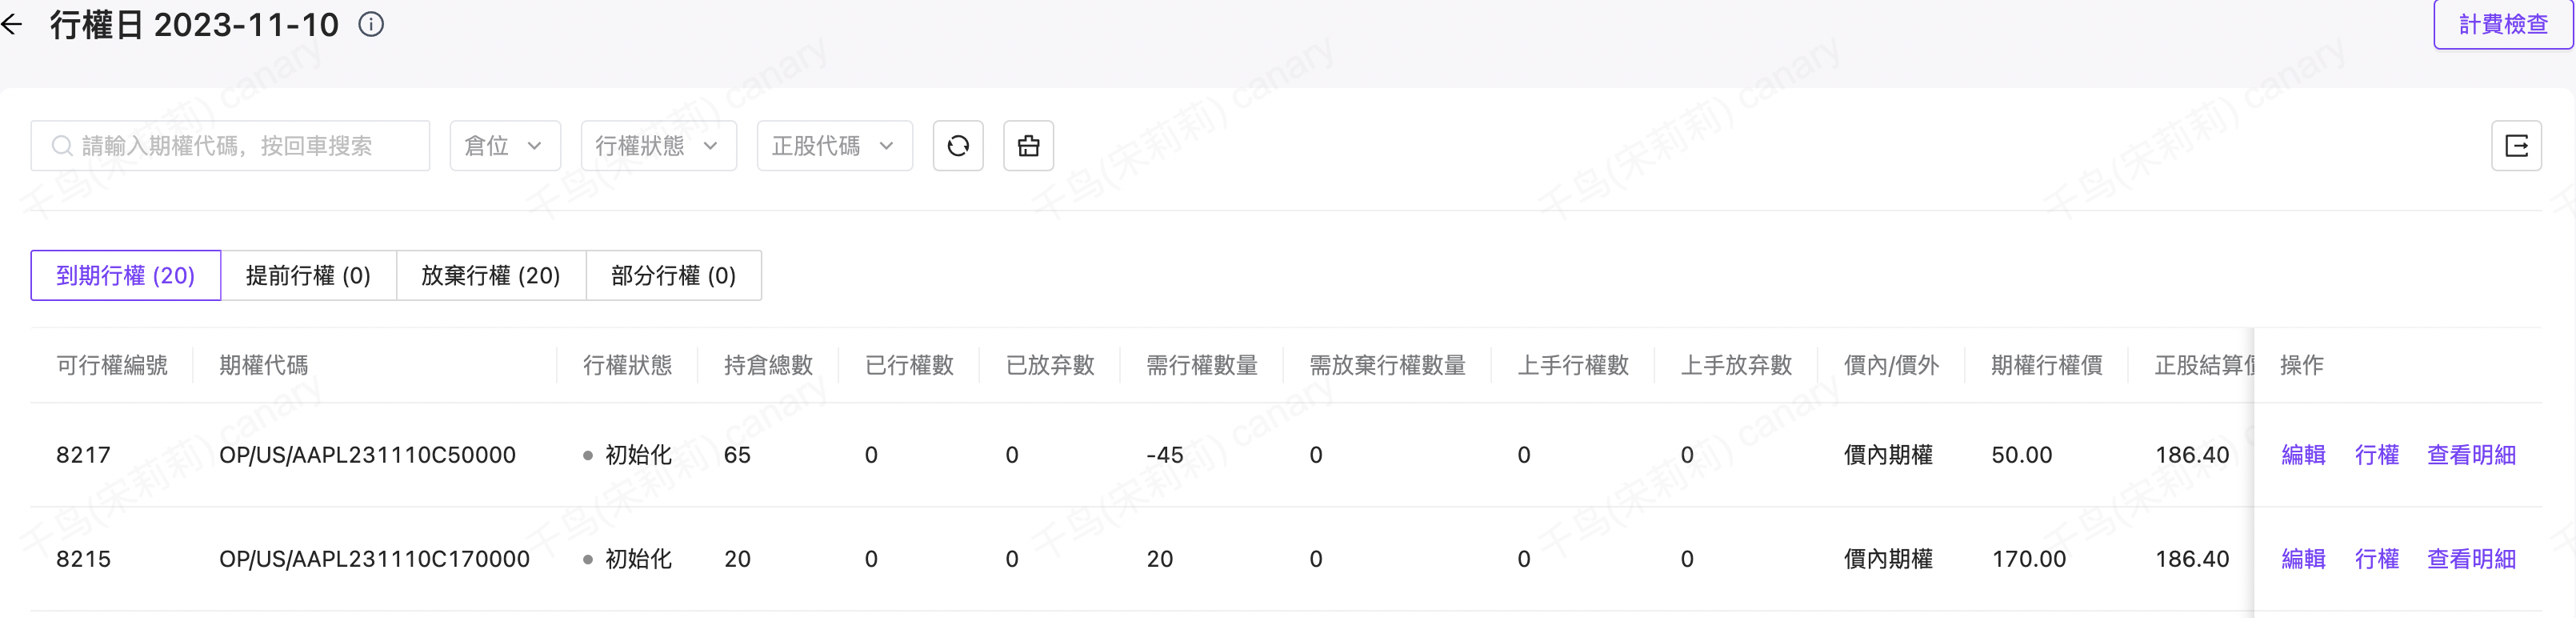 行權日 2023-11-10
計費檢查
請輸入期權代碼，按回車搜索 倉位 行權狀態 正股代碼
到期行權 (20) 提前行權 (0) 放棄行權 (20) 部分行權 (0)
可行權編號 期權代碼 行權狀態 持倉總數 已行權數 已放弃數 需行權數量 需放棄行權數量 上手行權數 上手放弃數 價內/價外 期權行權價 正股結算 操作
8217 OP/US/AAPL231110C50000 初始化 65 0 0 -45 0 0 0 價內期權 50.00 186.40 編輯 行權 查看明細
8215 OP/US/AAPL231110C170000 初始化 20 0 0 20 0 0 0 價內期權 170.00 186.40 編輯 行權 查看明細
千鸟(宋莉莉) canary